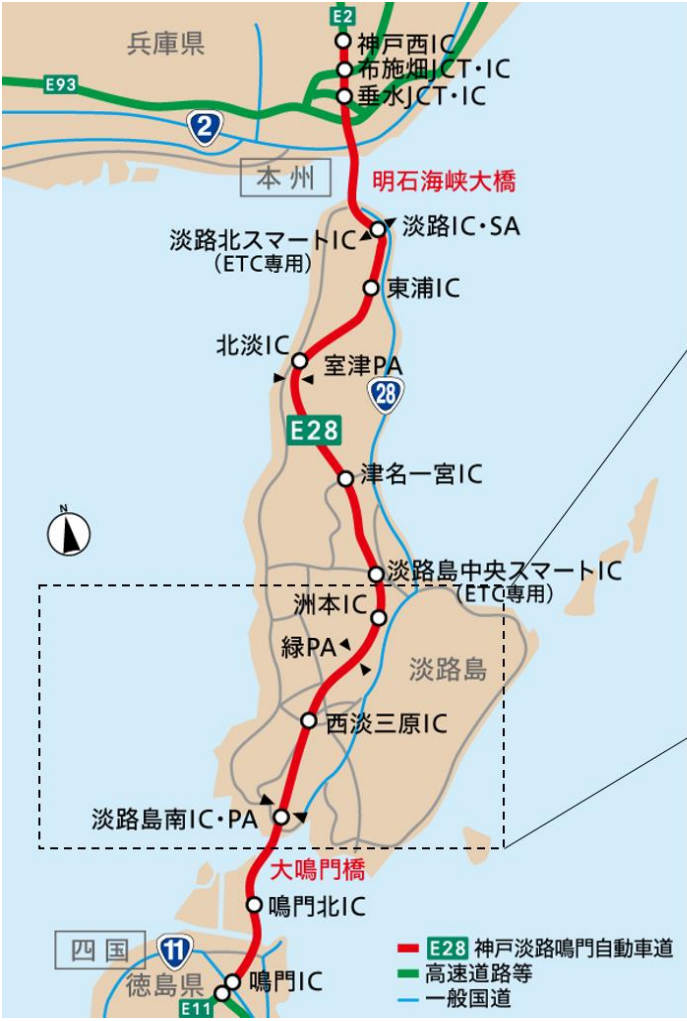 E2
兵庫県
神戸西IC
布施畑JCT・IC
E93
垂水JCT・IC
2
本州
明石海峡大橋
淡路IC・SA
淡路北スマートIC
(ETC専用)
東浦IC
北淡IC
室津PA
28
E28
津名一宮IC
N
淡路島中央スマートIC
(ETC専用)
洲本IC
緑PA
淡路島
西淡三原IC
淡路島南IC・PA
大鳴門橋
鳴門北IC
四国
11
徳島県
鳴門IC
E11
E28 神戸淡路鳴門自動車道
高速道路等
一般国道